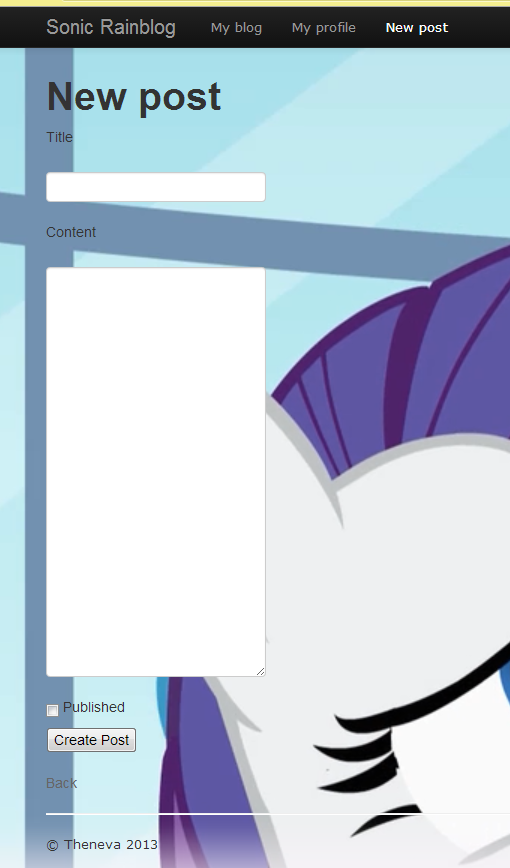 Sonic Rainblog My blog My profile New post
New post
Title
Content
Published
Create Post
Back
© Theneva 2013